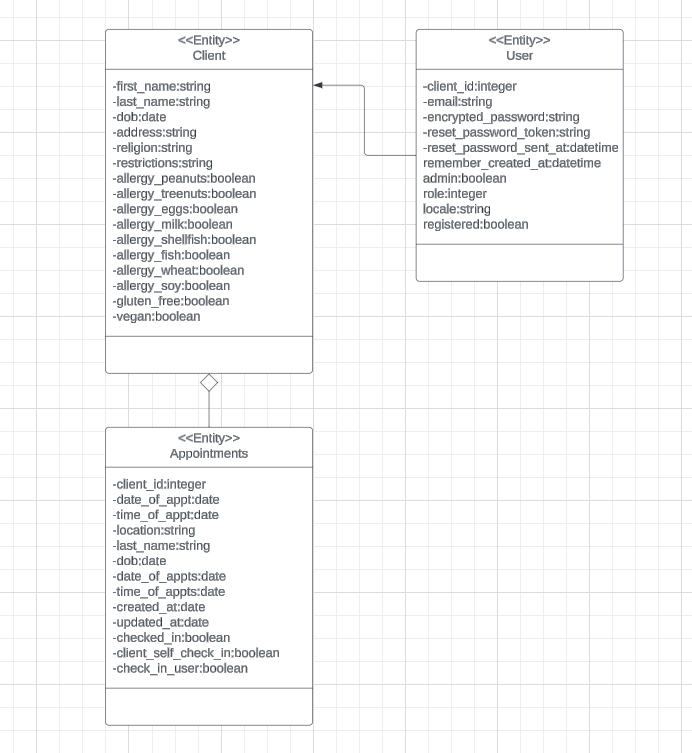 <<Entity>>
Client
-first_name:string
-last_name:string
-dob:date
-address:string
-religion:string
-restrictions:string
-allergy_peanuts:boolean
-allergy_treenuts:boolean
-allergy_eggs:boolean
-allergy_milk:boolean
-allergy_shellfish:boolean
-allergy_fish:boolean
-allergy_wheat:boolean
-allergy_soy:boolean
-gluten_free:boolean
-vegan:boolean
<<Entity>>
User
-client_id:integer
-email:string
-encrypted_password:string
-reset_password_token:string
-reset_password_sent_at:datetime
remember_created_at:datetime
admin:boolean
role:integer
locale:string
registered:boolean
<<Entity>>
Appointments
-client_id:integer
-date_of_appt:date
-time_of_appt:date
-location:string
-last_name:string
-dob:date
-date_of_appts:date
-time_of_appts:date
-created_at:date
-updated_at:date
-checked_in:boolean
-client_self_check_in:boolean
-check_in_user:boolean